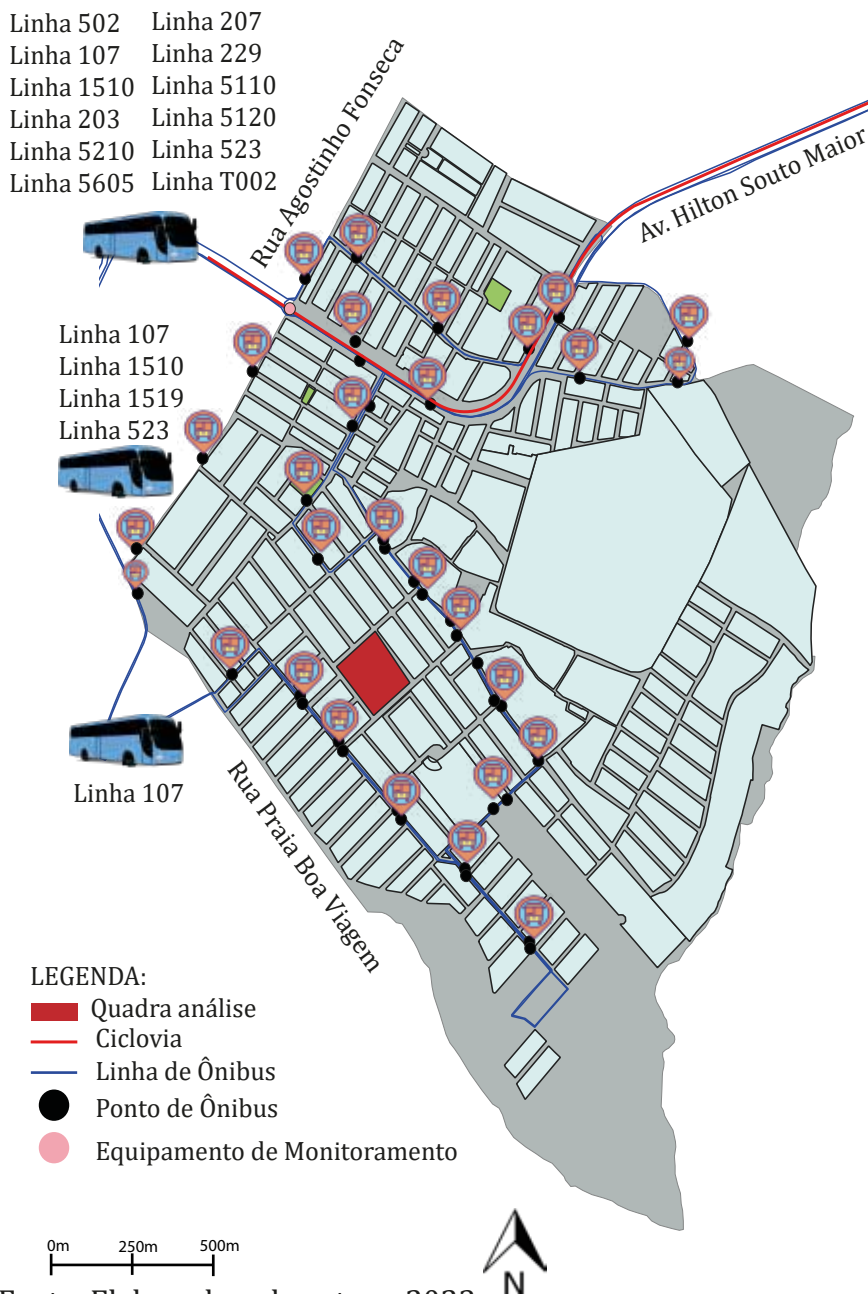 Linha 502 Linha 207
Linha 107 Linha 229
Linha 1510 Linha 5110
Linha 203 Linha 5120
Linha 5210 Linha 523
Linha 5605 Linha T002
Rua Agostinho Fonseca
Av. Hilton Souto Maior
Linha 107
Linha 1510
Linha 1519
Linha 523
Linha 107
Rua Praia Boa Viagem
LEGENDA:
Quadra análise
Ciclovia
Linha de Ônibus
Ponto de Ônibus
Equipamento de Monitoramento
0m 250m 500m
N